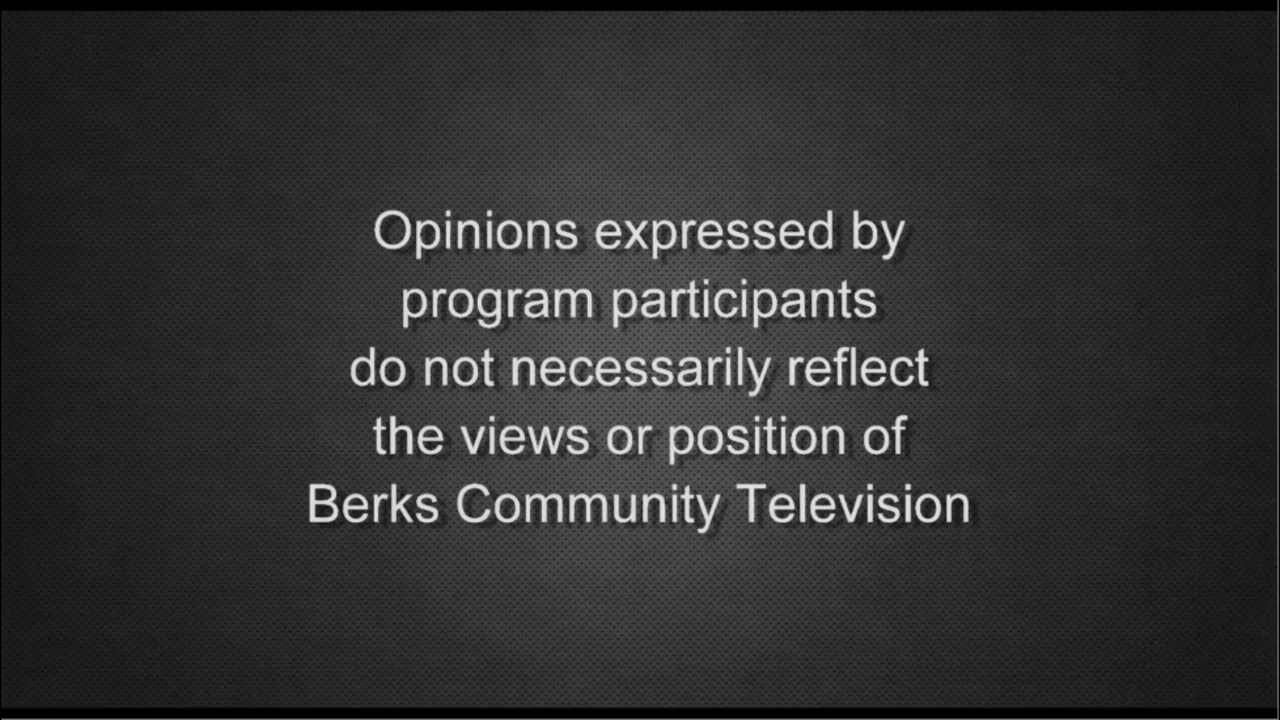 Opinions expressed by
program participants
do not necessarily reflect
the views or position of
Berks Community Television